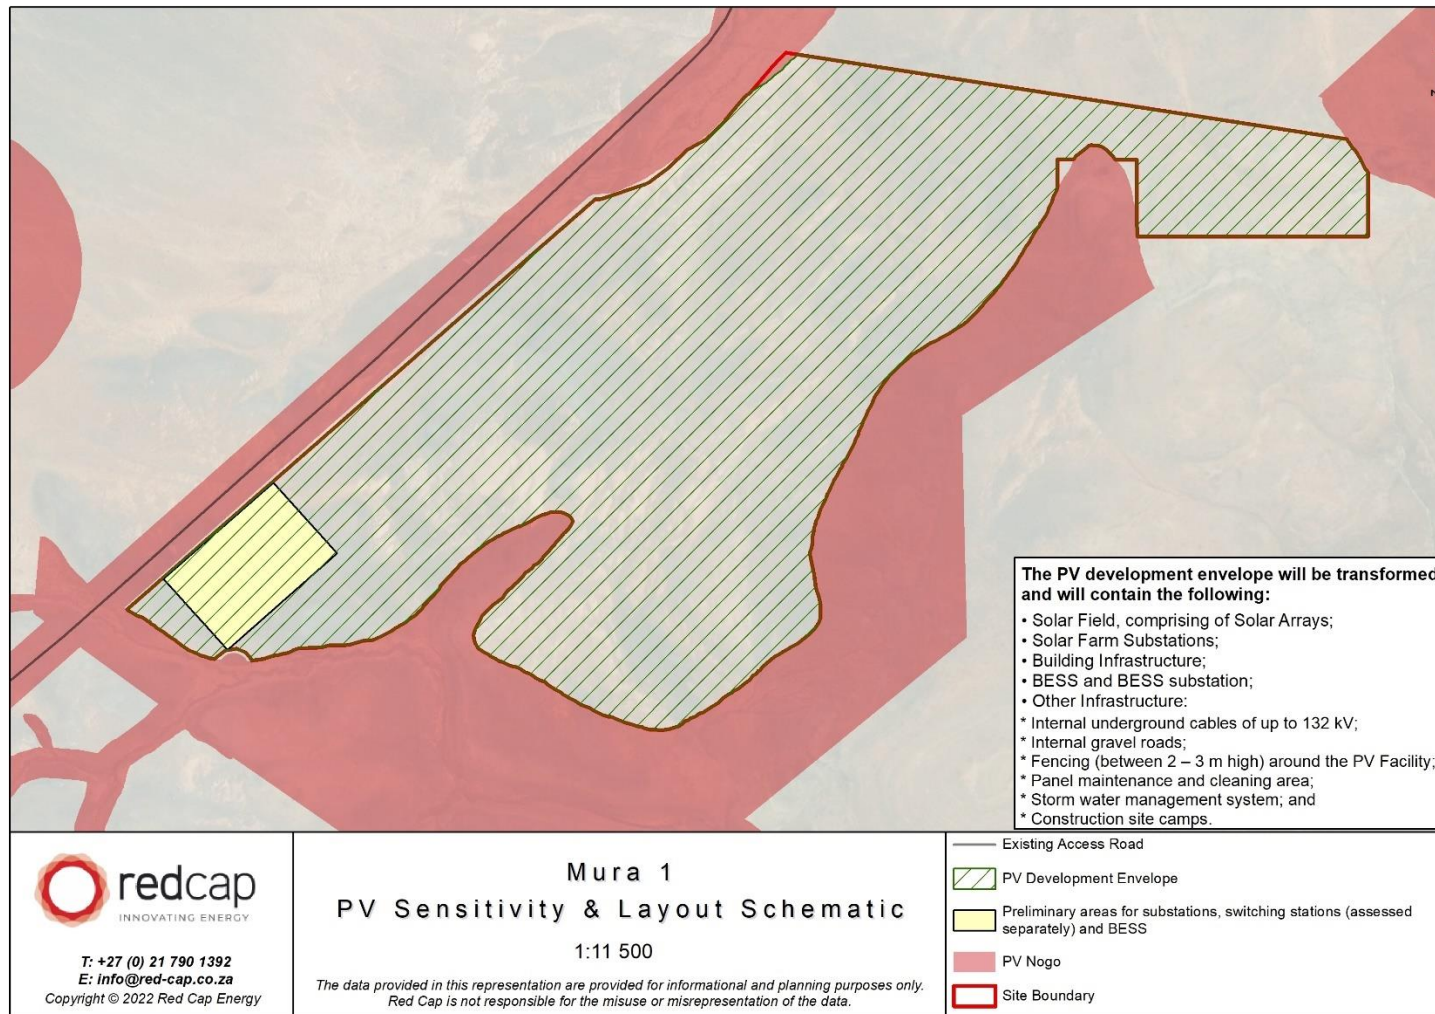 The PV development envelope will be transformed
and will contain the following:
• Solar Field, comprising of Solar Arrays;
• Solar Farm Substations;
• Building Infrastructure;
• BESS and BESS substation;
• Other Infrastructure:
* Internal underground cables of up to 132 kV;
* Internal gravel roads;
* Fencing (between 2 – 3 m high) around the PV Facility;
* Panel maintenance and cleaning area;
* Storm water management system; and
* Construction site camps.
redcap
INNOVATING ENERGY
T: +27 (0) 21 790 1392
E: info@red-cap.co.za
Copyright © 2022 Red Cap Energy
Mura 1
PV Sensitivity & Layout Schematic
1:11 500
The data provided in this representation are provided for informational and planning purposes only.
Red Cap is not responsible for the misuse or misrepresentation of the data.
Existing Access Road
PV Development Envelope
Preliminary areas for substations, switching stations (assessed
separately) and BESS
PV Nogo
Site Boundary